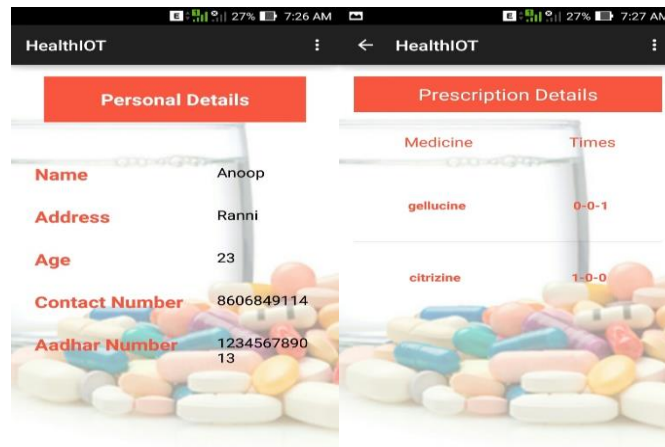 E 27% 7:26 AM
HealthIOT
Personal Details
Name Anoop
Address Ranni
Age 23
Contact Number 8606849114
Aadhar Number 1234567890
13
E 27% 7:27 AM
HealthIOT
Prescription Details
Medicine Times
gellucine 0-0-1
citrizine 1-0-0